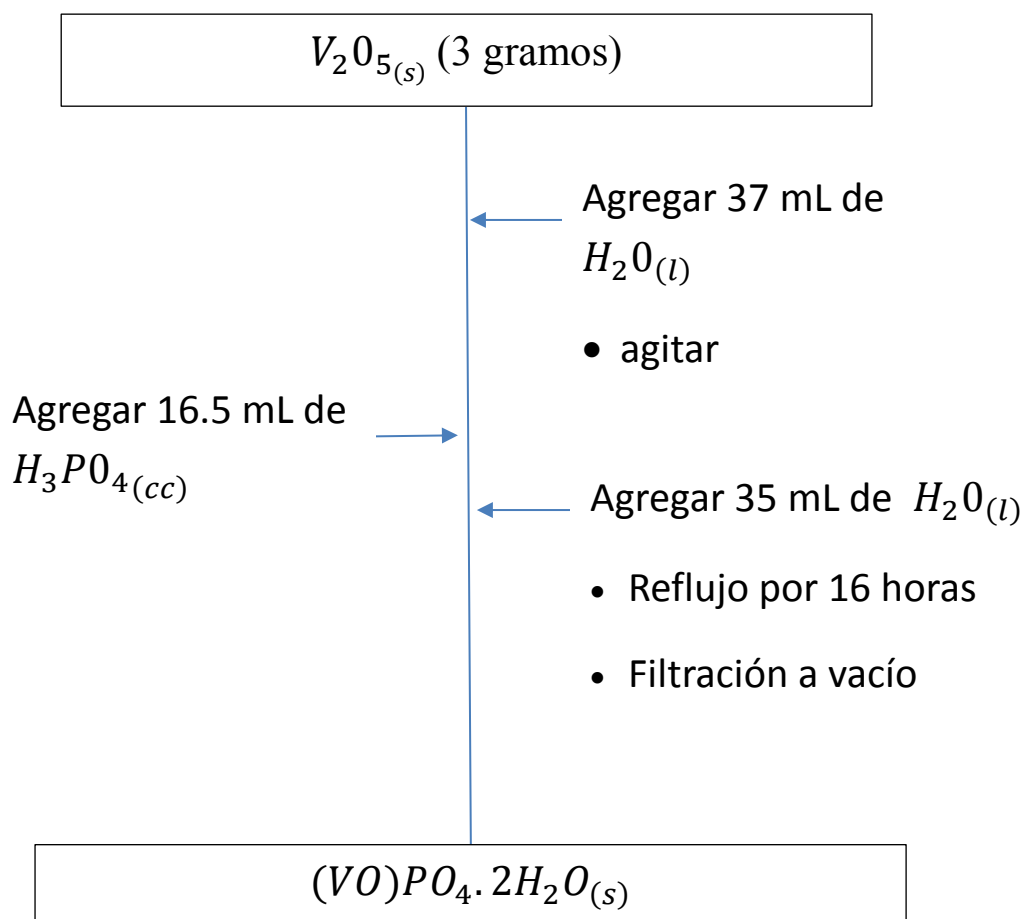 V₂0₅₍ₛ₎ (3 gramos)
Agregar 37 mL de
H₂0₍ₗ₎
• agitar
Agregar 16.5 mL de
H₃P0₄₍cc₎
Agregar 35 mL de H₂0₍ₗ₎
• Reflujo por 16 horas
• Filtración a vacío
(VO)PO₄. 2H₂O₍ₛ₎